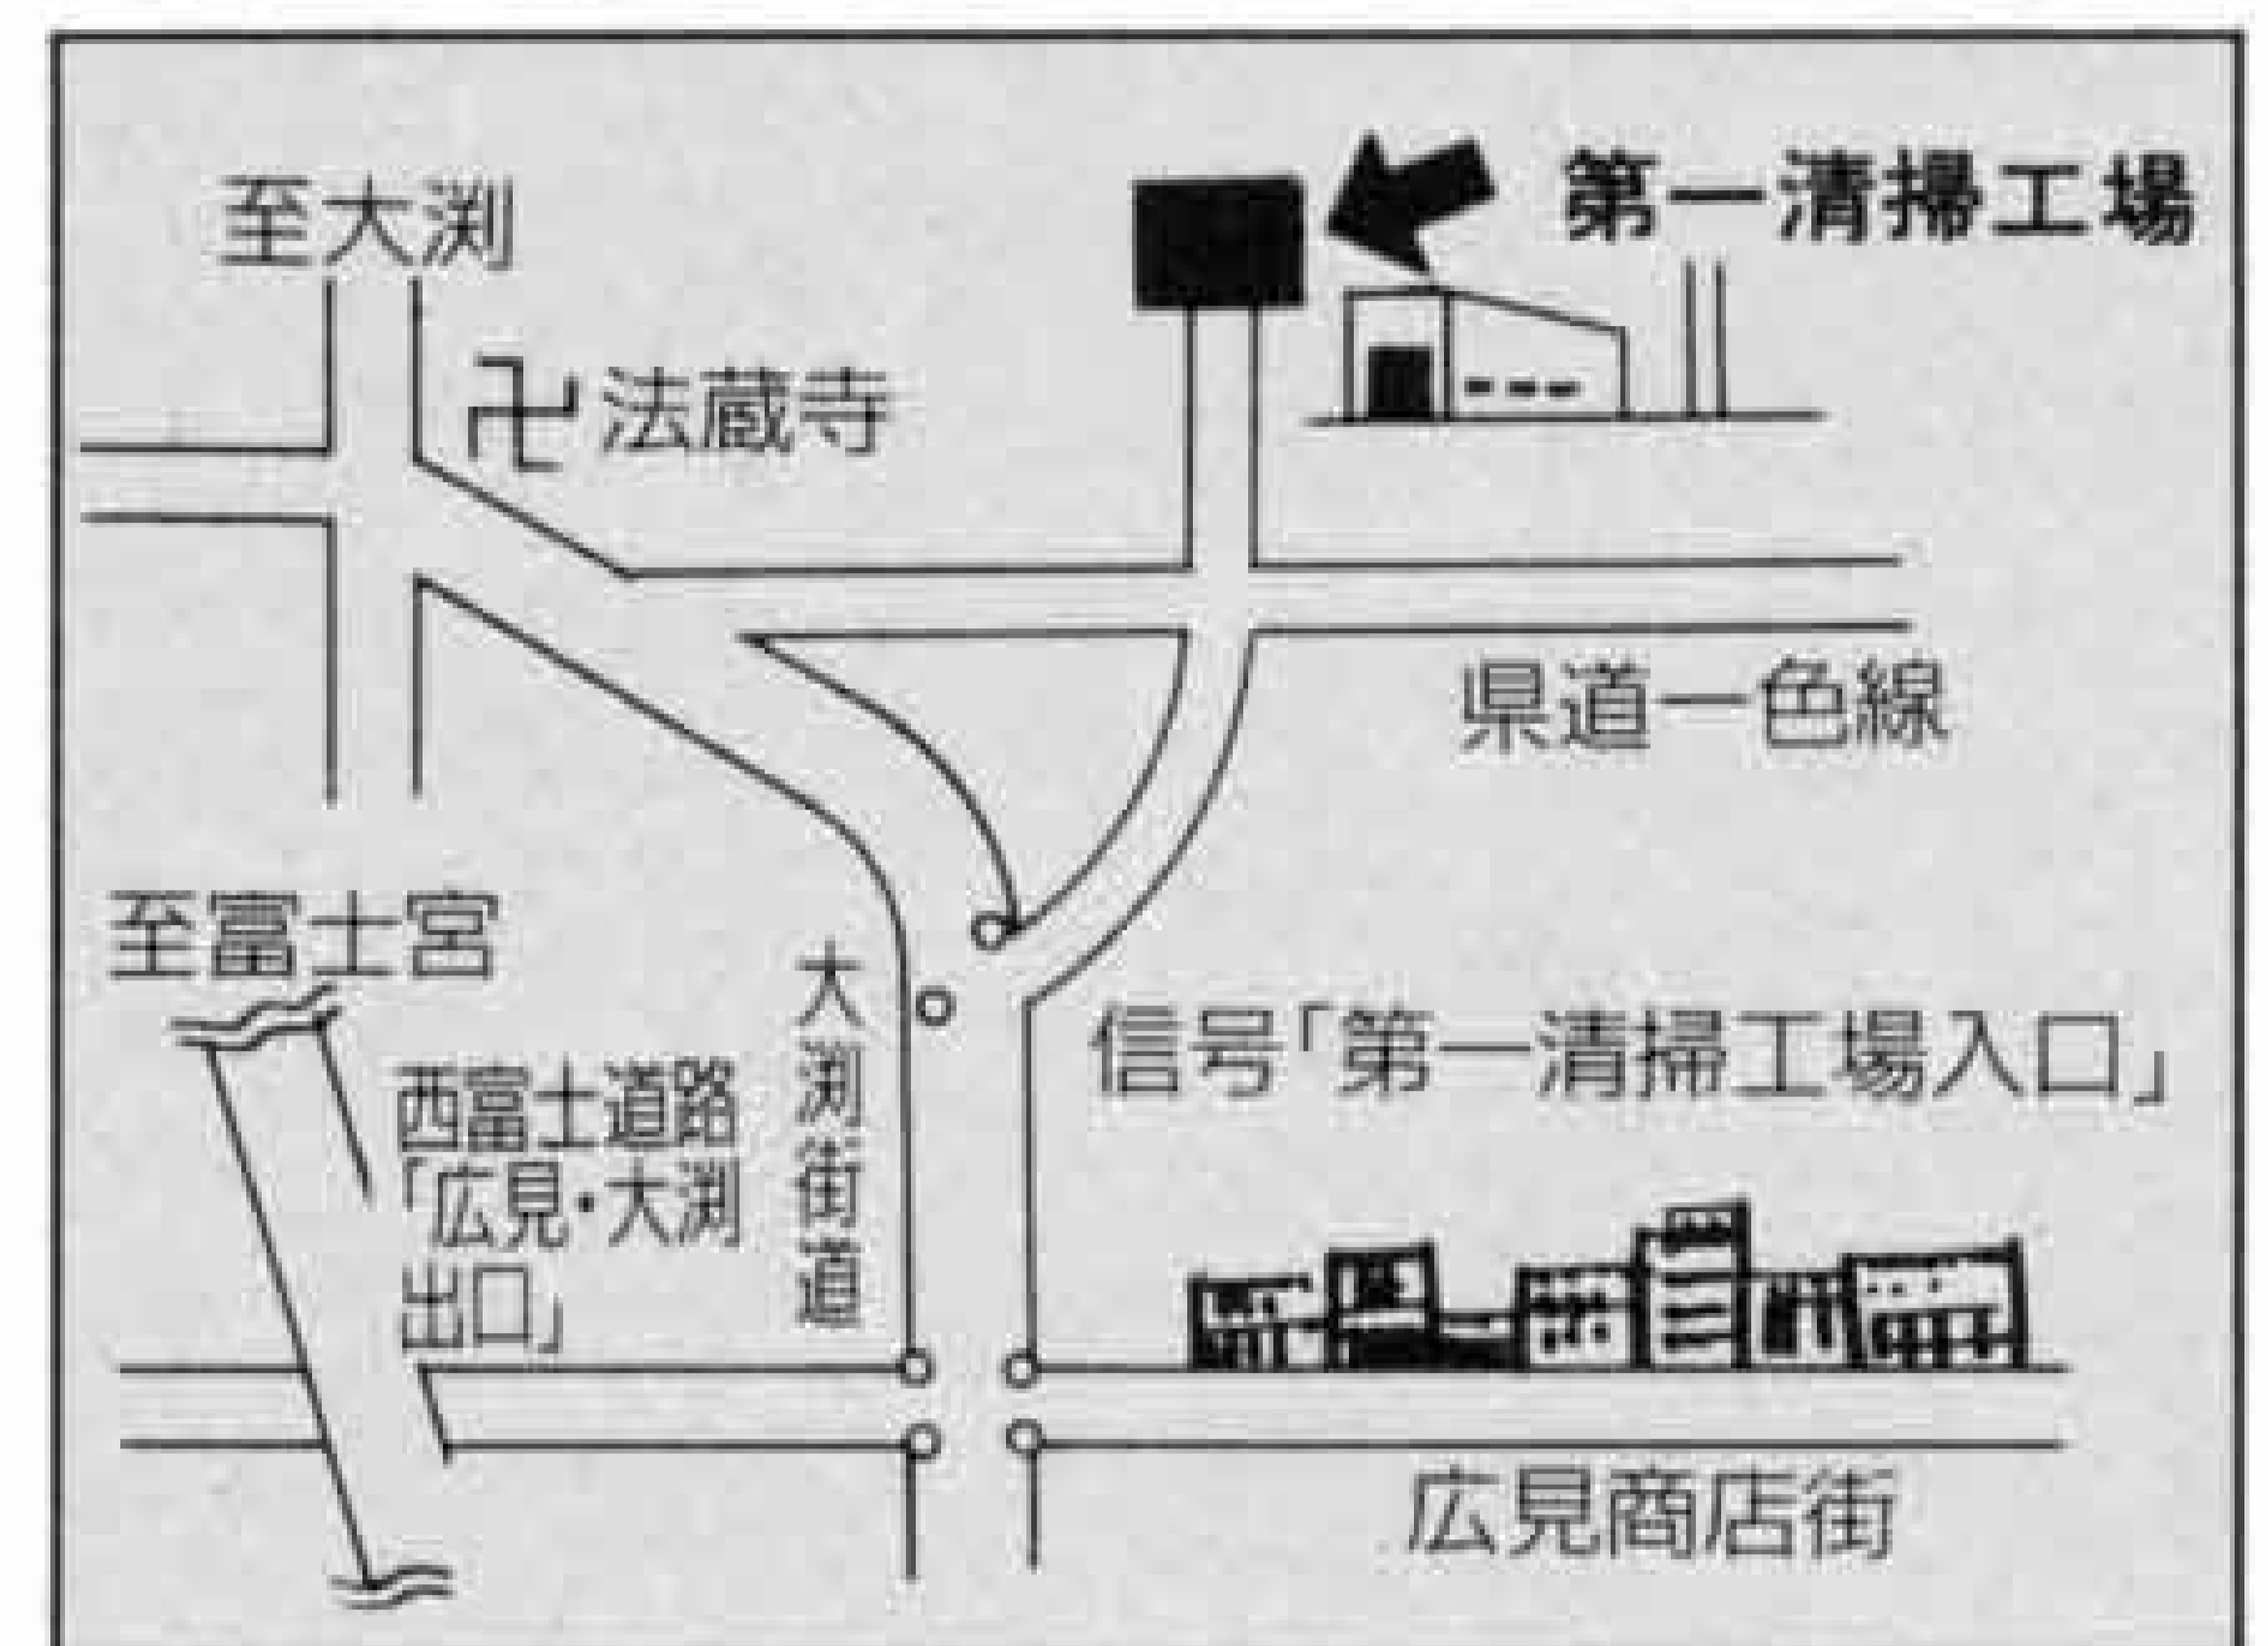 第一清掃工場
至大渕
卍法蔵寺
県道一色線
至富士宮
大渕街道
信号「第一清掃工場入口」
西富士道路
「広見・大渕
出口」
広見商店街